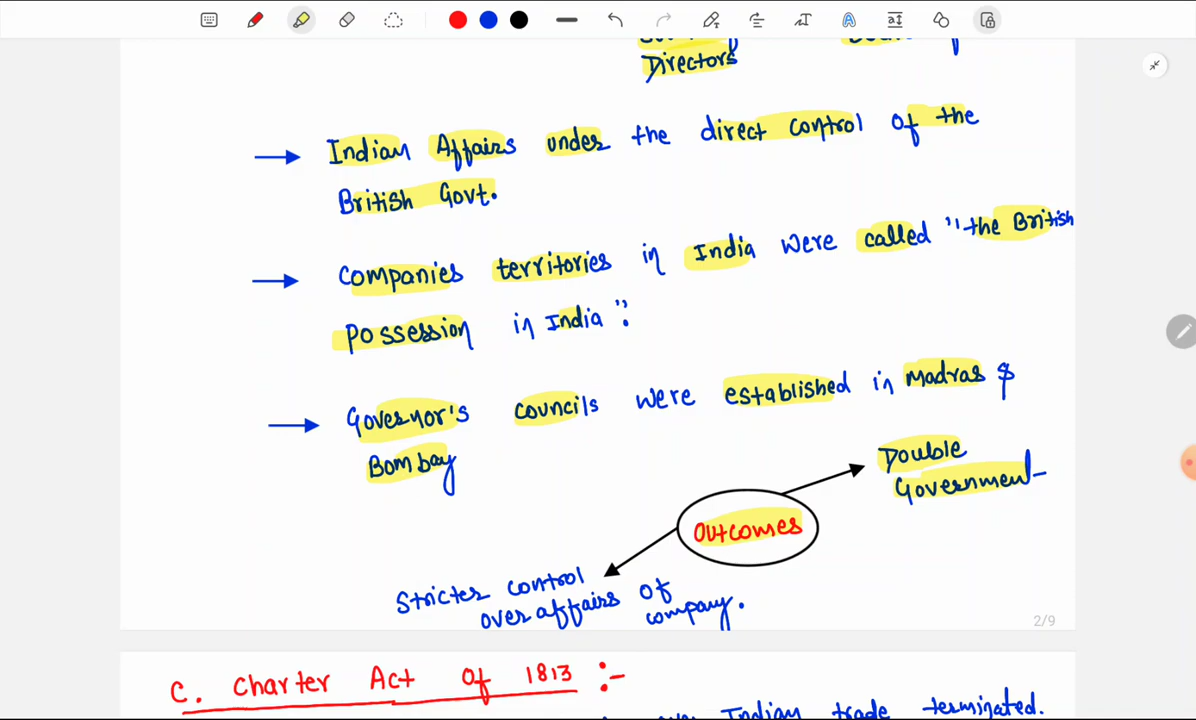 Directors
→ Indian Affairs under the direct control of the
British Govt.
→ Companies territories in India were called "the British
possession in India".
→ Governor's councils were established in Madras &
Bombay
Double
Government
Outcomes
Stricter control
over affairs of
company.
2/9
C. Charter Act of 1813 :-
Indian trade terminated.